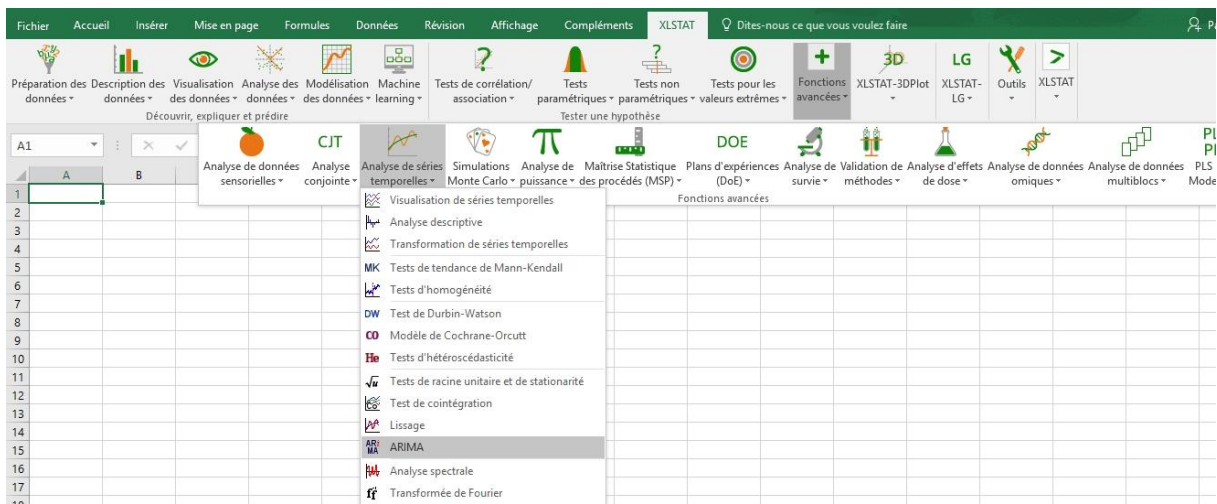 Fichier Accueil Insérer Mise en page Formules Données Révision Affichage Compléments XLSTAT Dites-nous ce que vous voulez faire
3D LG
Préparation des données Description des données Visualisation des données Analyse des données Modélisation des données Machine learning Tests de corrélation/ association Tests paramétriques Tests non paramétriques Tests pour les valeurs extrêmes Fonctions avancées XLSTAT-3DPlot XLSTAT-LG Outils XLSTAT
Découvrir, expliquer et prédire Tester une hypothèse
A1
CJT DOE
Analyse de données sensorielles Analyse conjointe Analyse de séries temporelles Simulations Monte Carlo Analyse de puissance Maîtrise Statistique des procédés (MSP) Plans d'expériences (DoE) Analyse de survie Validation de méthodes Analyse d'effets de dose Analyse de données omiques Analyse de données multiblocs PLS
Fonctions avancées
A B
1
2
3
4
5
6
7
8
9
10
11
12
13
14
15
16
17
Visualisation de séries temporelles
Analyse descriptive
Transformation de séries temporelles
MK Tests de tendance de Mann-Kendall
Tests d'homogénéité
DW Test de Durbin-Watson
CO Modèle de Cochrane-Orcutt
He Tests d'hétéroscédasticité
√u Tests de racine unitaire et de stationarité
Co Test de cointégration
Lissage
ARIMA ARIMA
Analyse spectrale
ff Transformée de Fourier